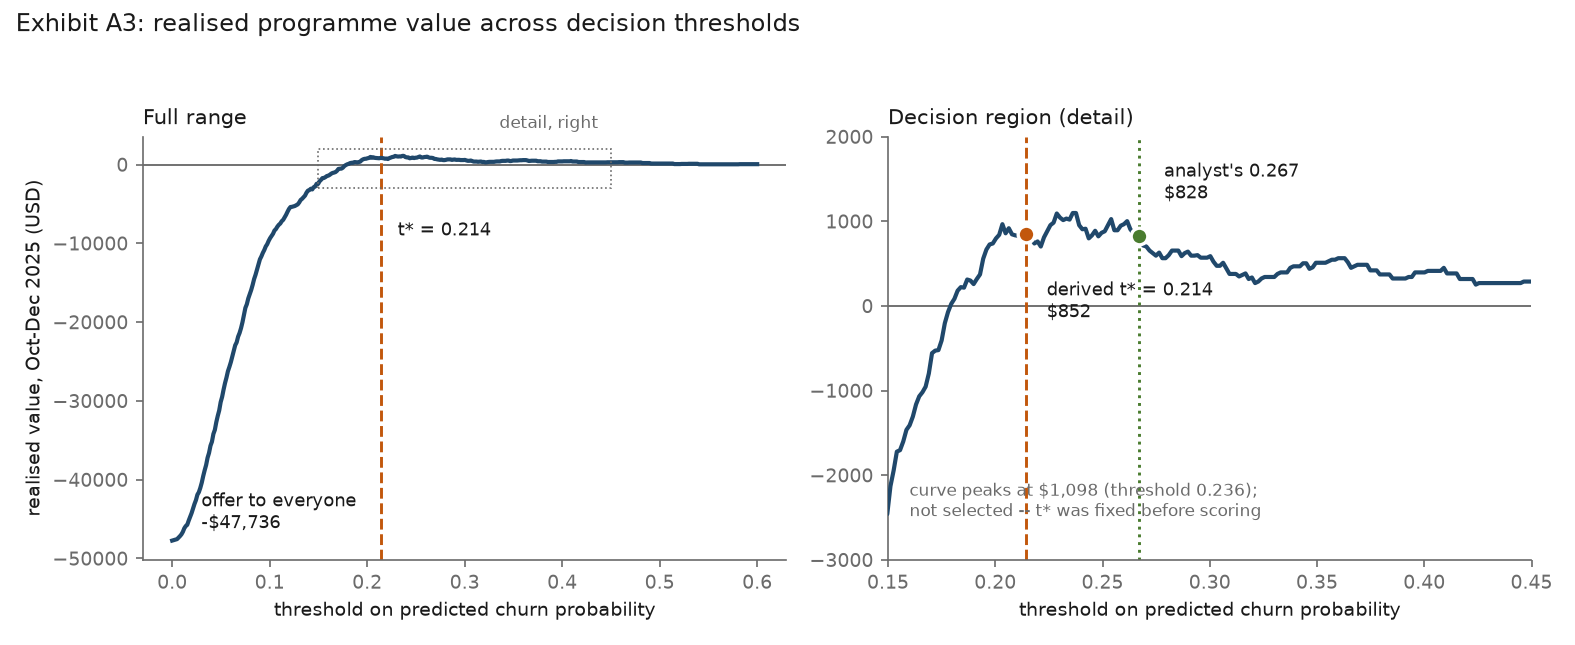 Exhibit A3: realised programme value across decision thresholds
Full range
detail, right
realised value, Oct-Dec 2025 (USD)
0
−10000
−20000
−30000
−40000
−50000
t* = 0.214
offer to everyone
-$47,736
0.0
0.1
0.2
0.3
0.4
0.5
0.6
threshold on predicted churn probability
Decision region (detail)
2000
1000
0
−1000
−2000
−3000
analyst's 0.267
$828
derived t* = 0.214
$852
curve peaks at $1,098 (threshold 0.236);
not selected -- t* was fixed before scoring
0.15
0.20
0.25
0.30
0.35
0.40
0.45
threshold on predicted churn probability